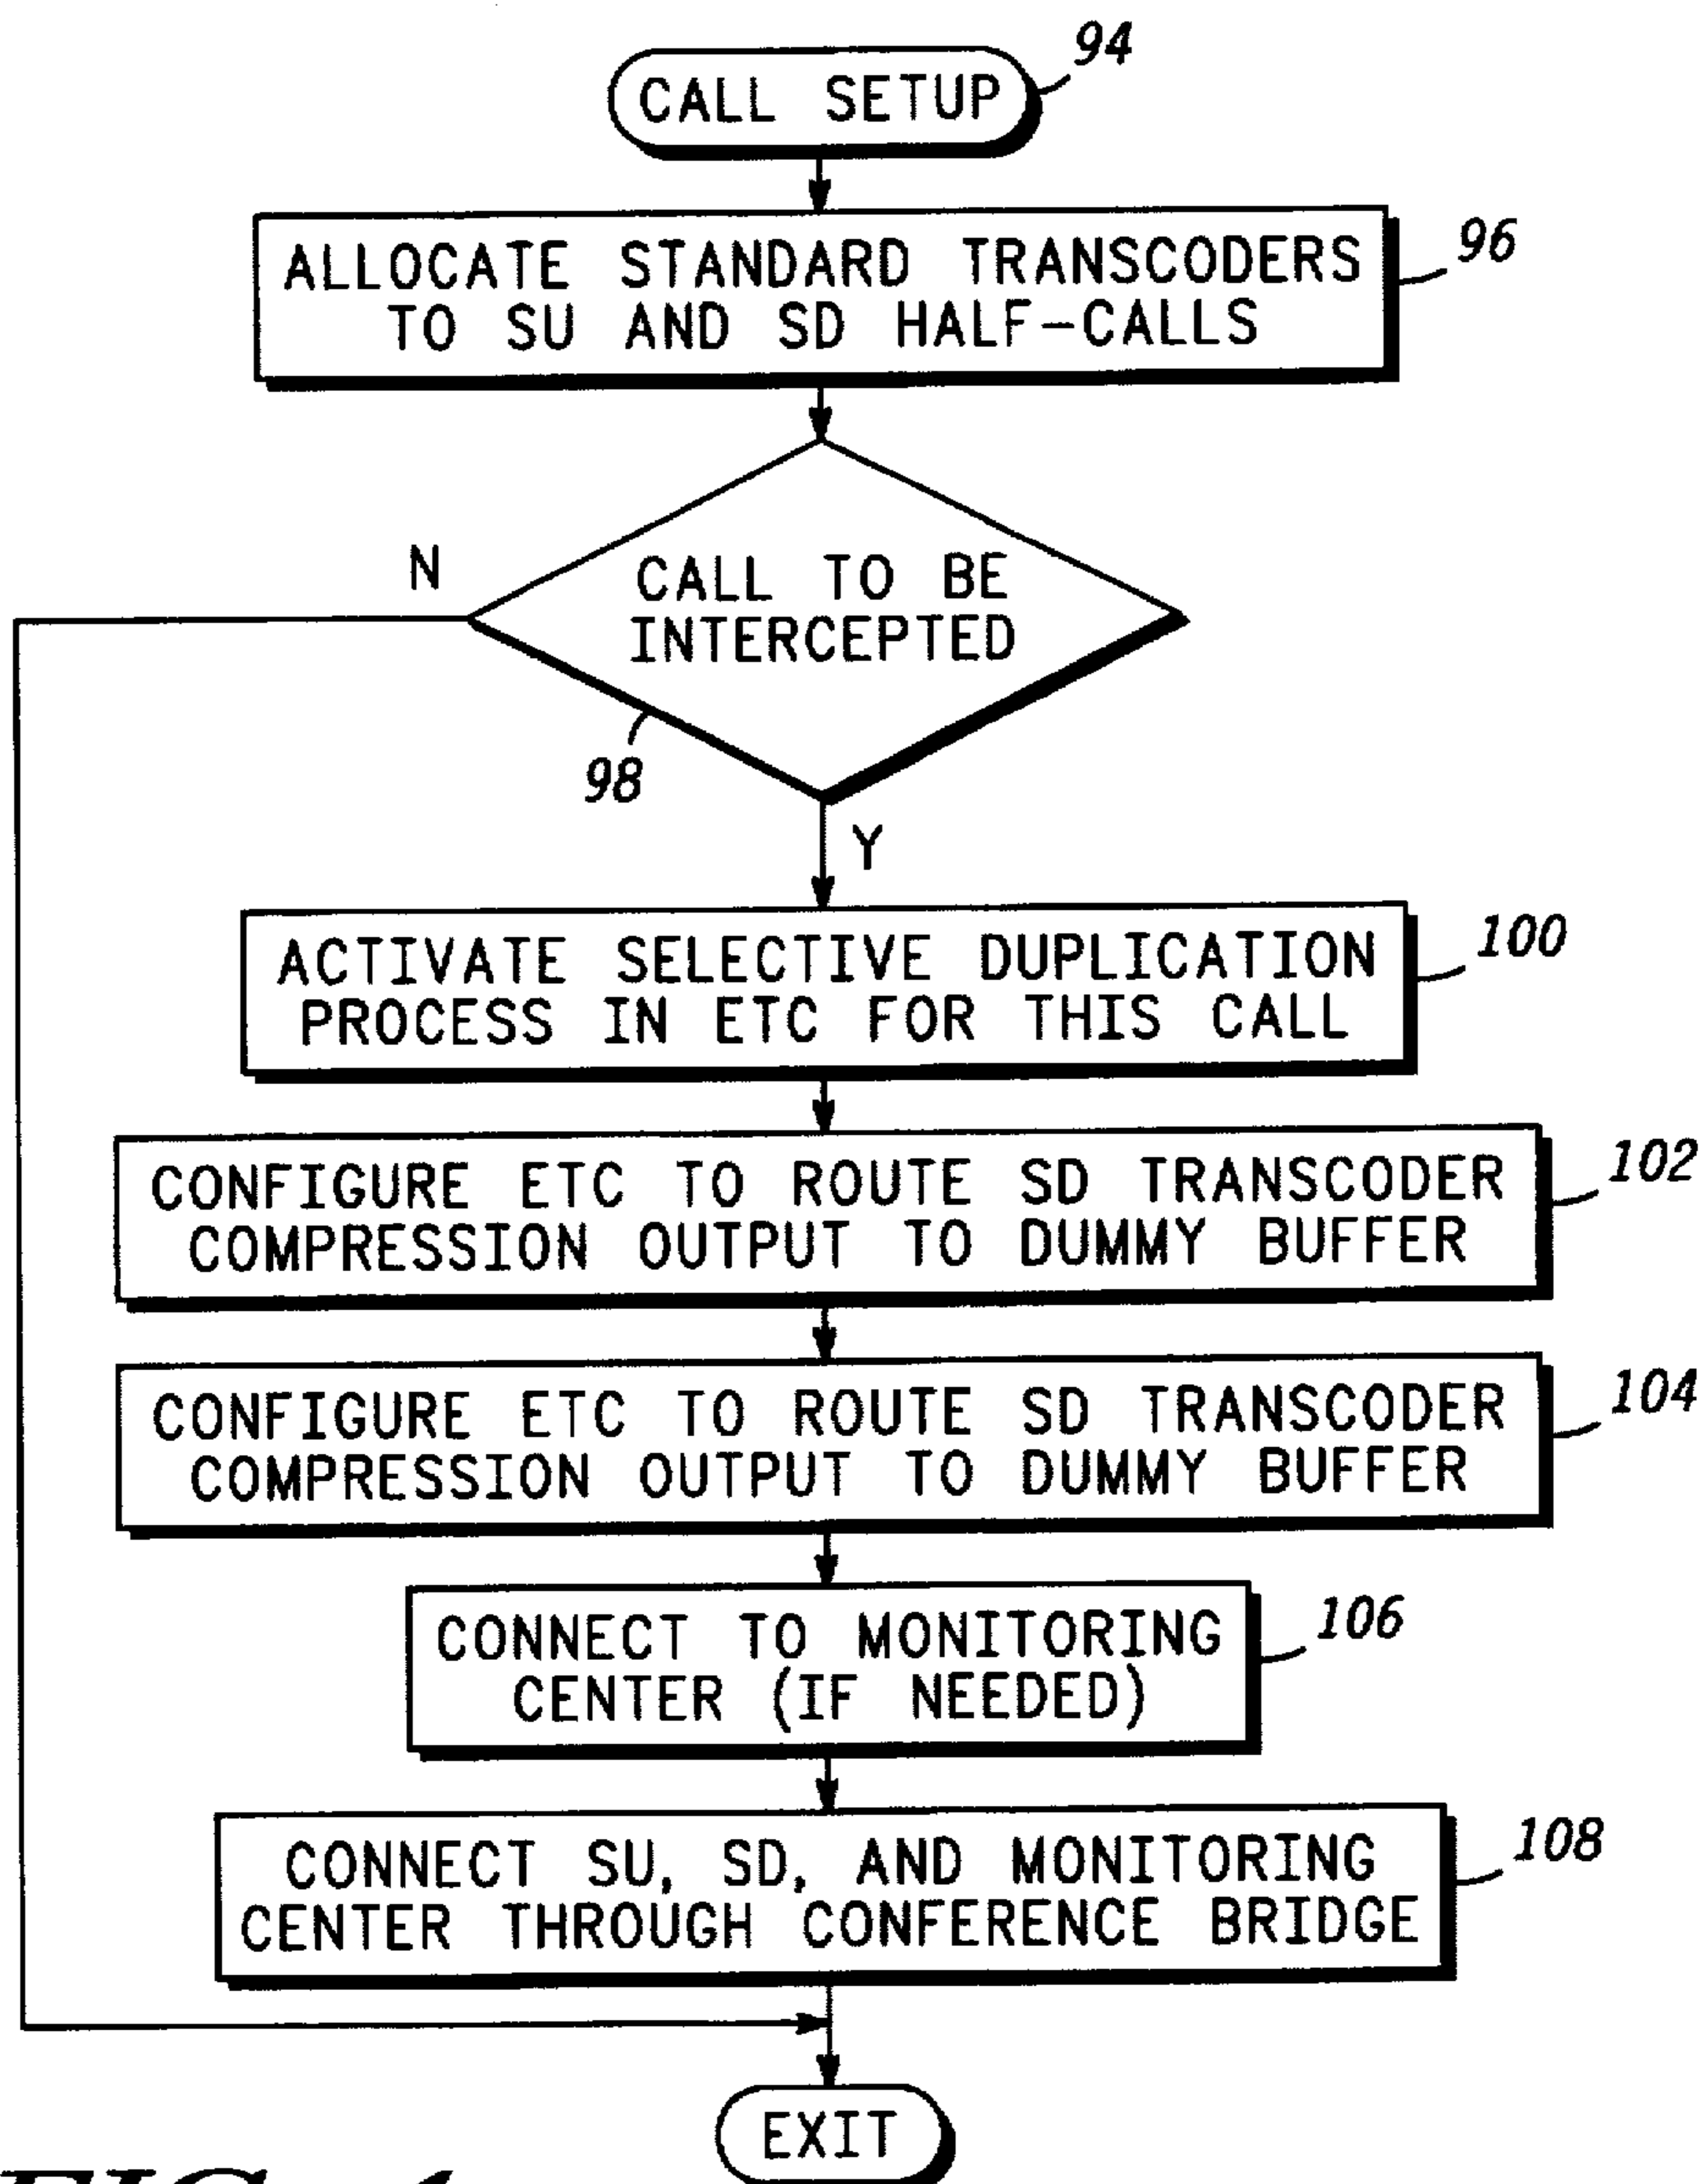 CALL SETUP
94
ALLOCATE STANDARD TRANSCODERS
TO SU AND SD HALF-CALLS
96
N
CALL TO BE
INTERCEPTED
98
Y
ACTIVATE SELECTIVE DUPLICATION
PROCESS IN ETC FOR THIS CALL
100
CONFIGURE ETC TO ROUTE SD TRANSCODER
COMPRESSION OUTPUT TO DUMMY BUFFER
102
CONFIGURE ETC TO ROUTE SD TRANSCODER
COMPRESSION OUTPUT TO DUMMY BUFFER
104
CONNECT TO MONITORING
CENTER (IF NEEDED)
106
CONNECT SU, SD, AND MONITORING
CENTER THROUGH CONFERENCE BRIDGE
108
EXIT